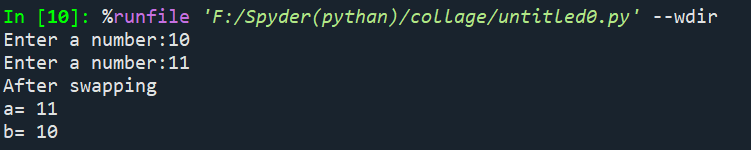 In [10]: %runfile 'F:/Spyder(pythan)/collage/untitled0.py' --wdir
Enter a number:10
Enter a number:11
After swapping
a= 11
b= 10